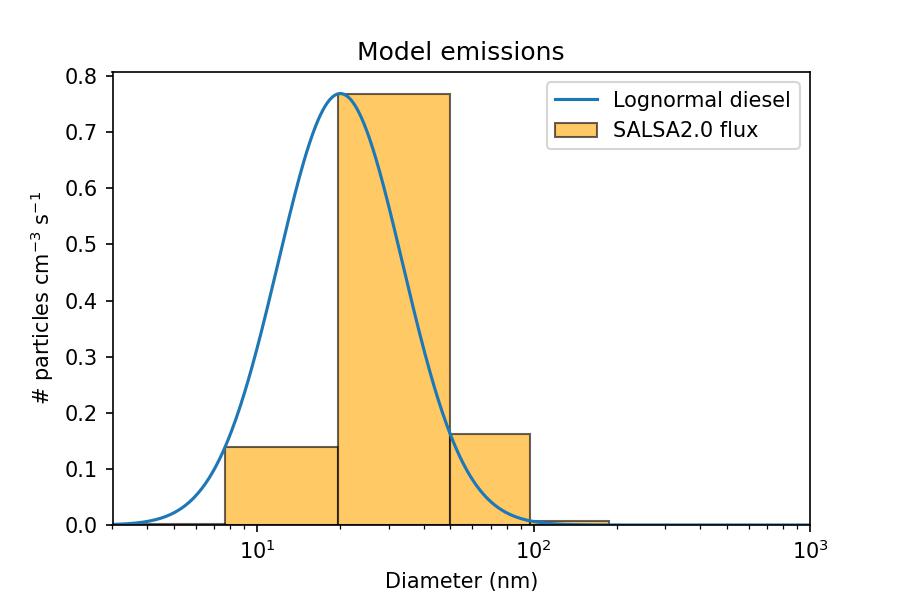 Model emissions
Lognormal diesel
SALSA2.0 flux
# particles cm⁻³ s⁻¹
0.8
0.7
0.6
0.5
0.4
0.3
0.2
0.1
0.0
10¹ 10² 10³
Diameter (nm)